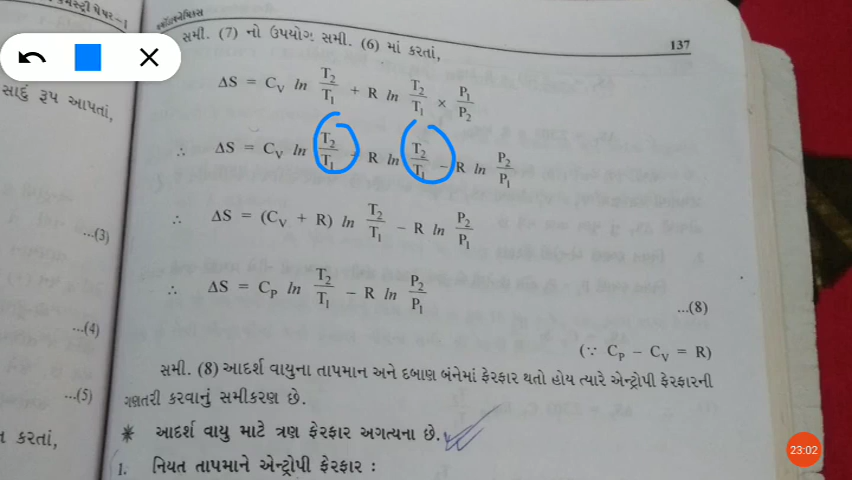 કેમેસ્ટ્રી પેપર-I
સમી. (7) નો ઉપયોગ સમી. (6) માં કરતાં,
137
સાદું રૂપ આપતાં,
ΔS = C_V ln T₂/T₁ + R ln T₂/T₁ × P₁/P₂
∴ ΔS = C_V ln T₂/T₁ + R ln T₂/T₁ – R ln P₂/P₁
∴ ΔS = (C_V + R) ln T₂/T₁ – R ln P₂/P₁
...(3)
∴ ΔS = C_P ln T₂/T₁ – R ln P₂/P₁ ...(8)
...(4)
(∵ C_P – C_V = R)
સમી. (8) આદર્શ વાયુના તાપમાન અને દબાણ બંનેમાં ફેરફાર થતો હોય ત્યારે એન્ટ્રોપી ફેરફારની
...(5)
ગણતરી કરવાનું સમીકરણ છે.
કરતાં,
✱ આદર્શ વાયુ માટે ત્રણ ફેરફાર અગત્યના છે.
1. નિયત તાપમાને એન્ટ્રોપી ફેરફાર :
23:02